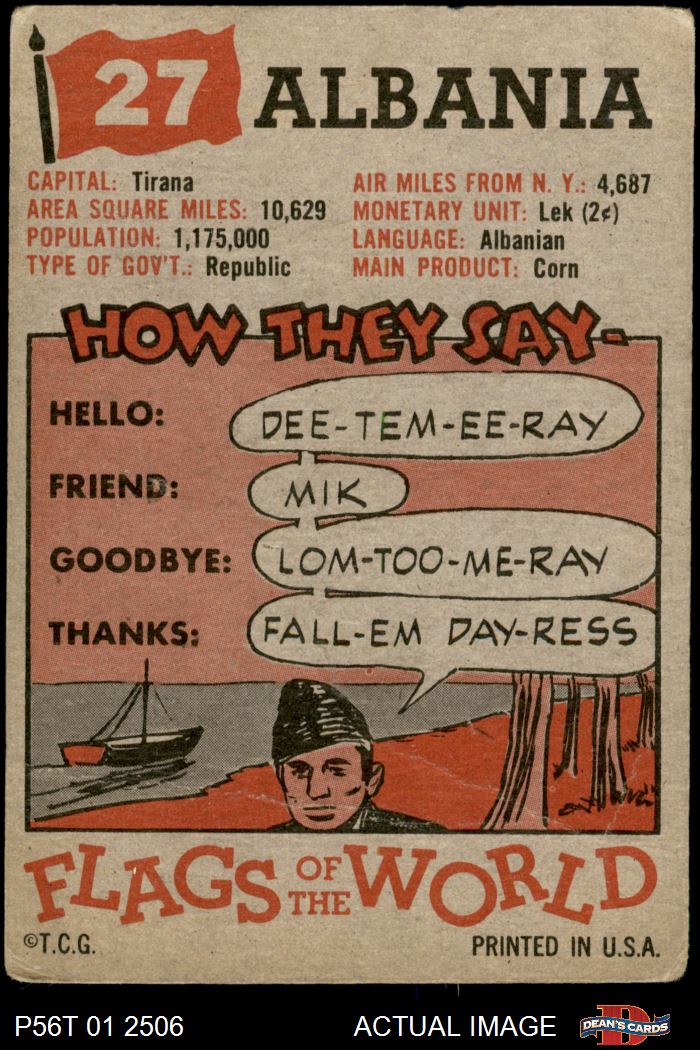 27 ALBANIA
CAPITAL: Tirana
AREA SQUARE MILES: 10,629
POPULATION: 1,175,000
TYPE OF GOV'T.: Republic
AIR MILES FROM N. Y.: 4,687
MONETARY UNIT: Lek (2¢)
LANGUAGE: Albanian
MAIN PRODUCT: Corn
HOW THEY SAY-
HELLO: DEE-TEM-EE-RAY
FRIEND: MIK
GOODBYE: LOM-TOO-ME-RAY
THANKS: FALL-EM DAY-RESS
FLAGS OF THE WORLD
©T.C.G. PRINTED IN U.S.A.
P56T 01 2506 ACTUAL IMAGE D DEAN'S CARDS